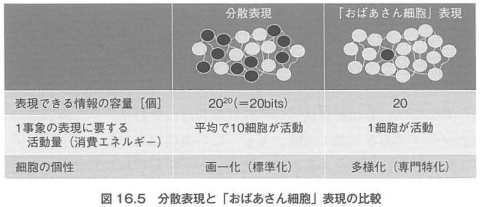 分散表現 「おばあさん細胞」表現
表現できる情報の容量［個］ 20²⁰(＝20bits) 20
1事象の表現に要する
活動量（消費エネルギー） 平均で10細胞が活動 1細胞が活動
細胞の個性 画一化（標準化） 多様化（専門特化）
図 16.5 分散表現と「おばあさん細胞」表現の比較